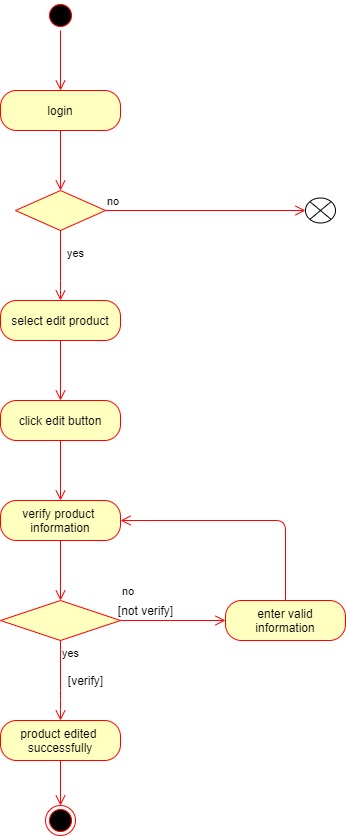 login
no
yes
select edit product
click edit button
verify product
information
no
[not verify]
enter valid
information
yes
[verify]
product edited
successfully